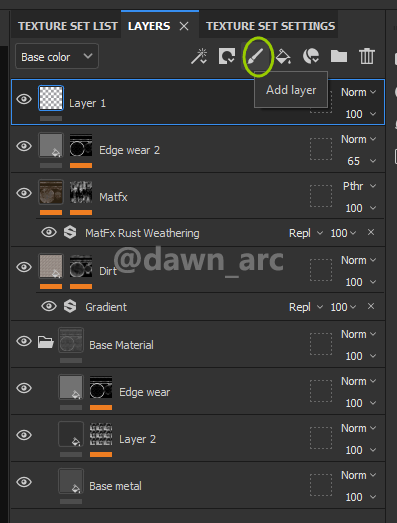 TEXTURE SET LIST LAYERS × TEXTURE SET SETTINGS
Base color
Add layer
Layer 1 Norm 100
Edge wear 2 Norm 65
Matfx Pthr 100
MatFx Rust Weathering Repl 100 ×
@dawn_arc
Dirt Norm 100
Gradient Repl 100 ×
Base Material Norm 100
Edge wear Norm 100
Layer 2 Norm 100
Base metal Norm 100